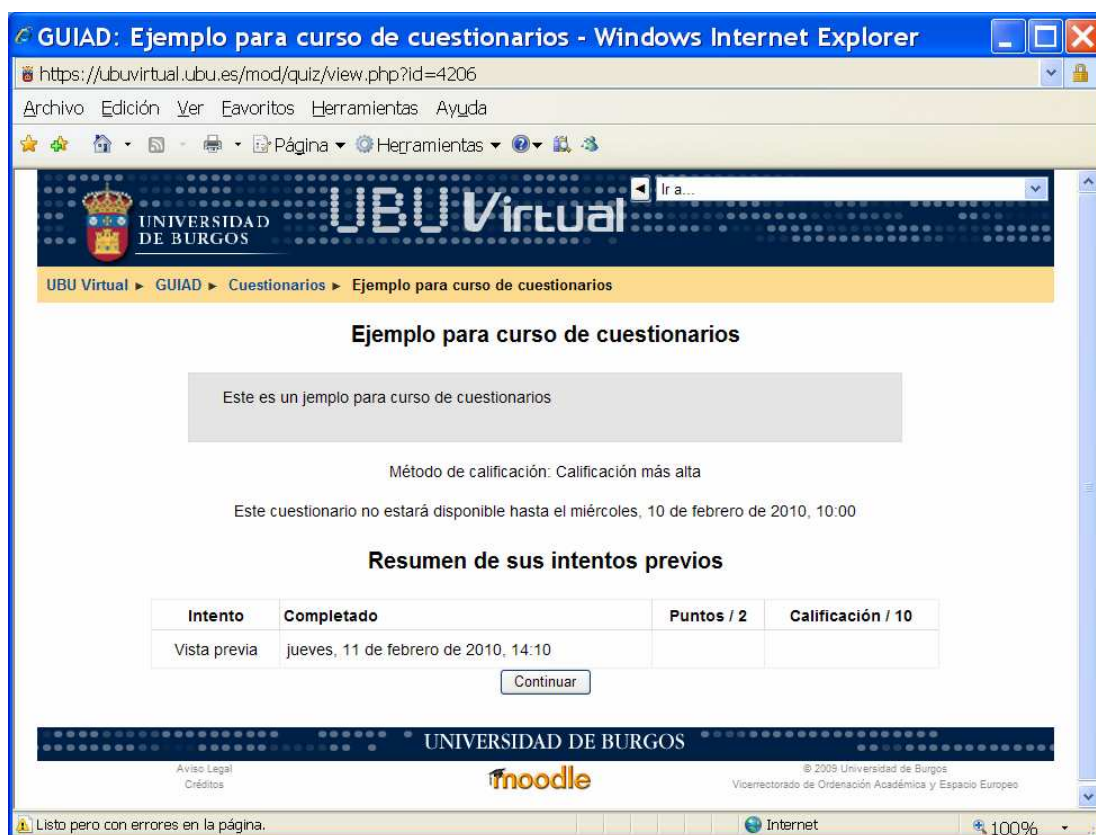 GUIAD: Ejemplo para curso de cuestionarios - Windows Internet Explorer
https://ubuvirtual.ubu.es/mod/quiz/view.php?id=4206
Archivo Edición Ver Favoritos Herramientas Ayuda
Página Herramientas
UNIVERSIDAD DE BURGOS
UBUVirtual
Ir a...
UBU Virtual ► GUIAD ► Cuestionarios ► Ejemplo para curso de cuestionarios
Ejemplo para curso de cuestionarios
Este es un jemplo para curso de cuestionarios
Método de calificación: Calificación más alta
Este cuestionario no estará disponible hasta el miércoles, 10 de febrero de 2010, 10:00
Resumen de sus intentos previos
Intento Completado Puntos / 2 Calificación / 10
Vista previa jueves, 11 de febrero de 2010, 14:10
Continuar
UNIVERSIDAD DE BURGOS
Aviso Legal
Créditos
moodle
© 2009 Universidad de Burgos
Vicerrectorado de Ordenación Académica y Espacio Europeo
Listo pero con errores en la página. Internet 100%